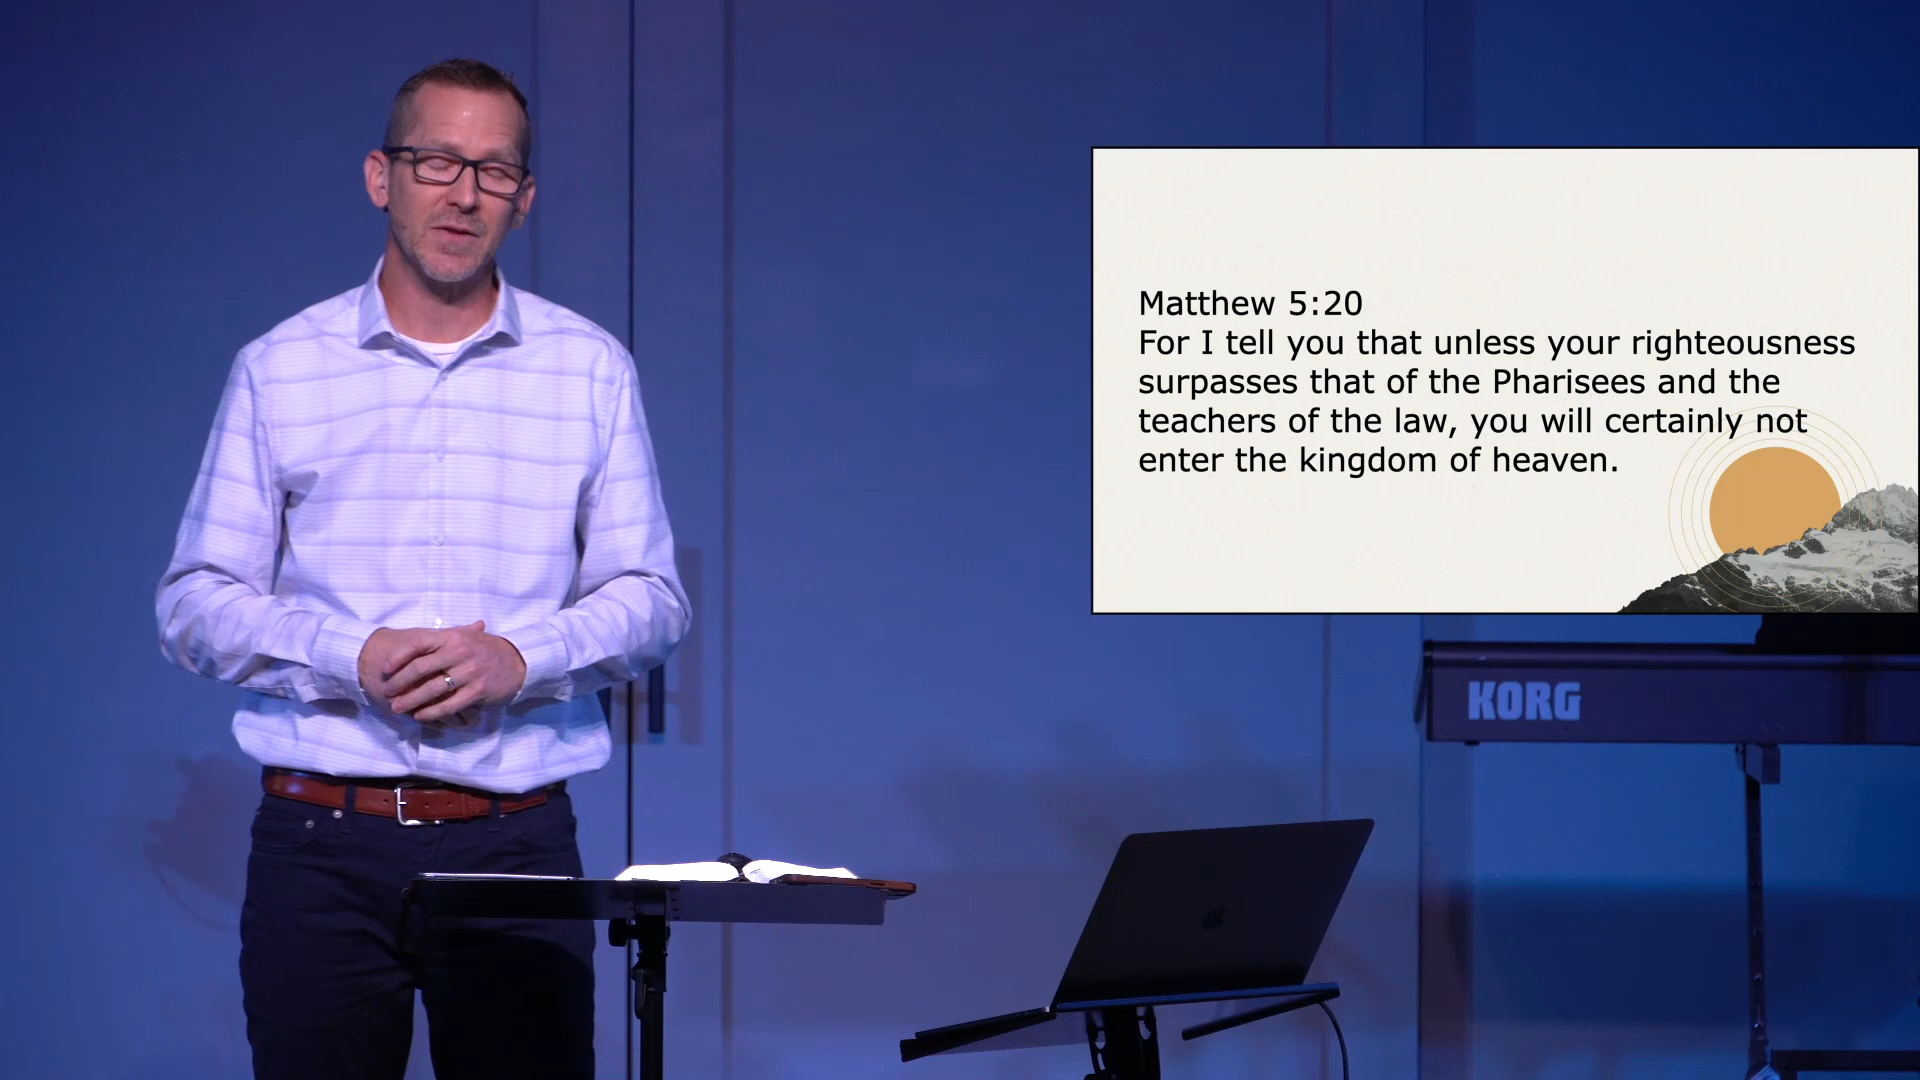 Matthew 5:20
For I tell you that unless your righteousness
surpasses that of the Pharisees and the
teachers of the law, you will certainly not
enter the kingdom of heaven.
KORG